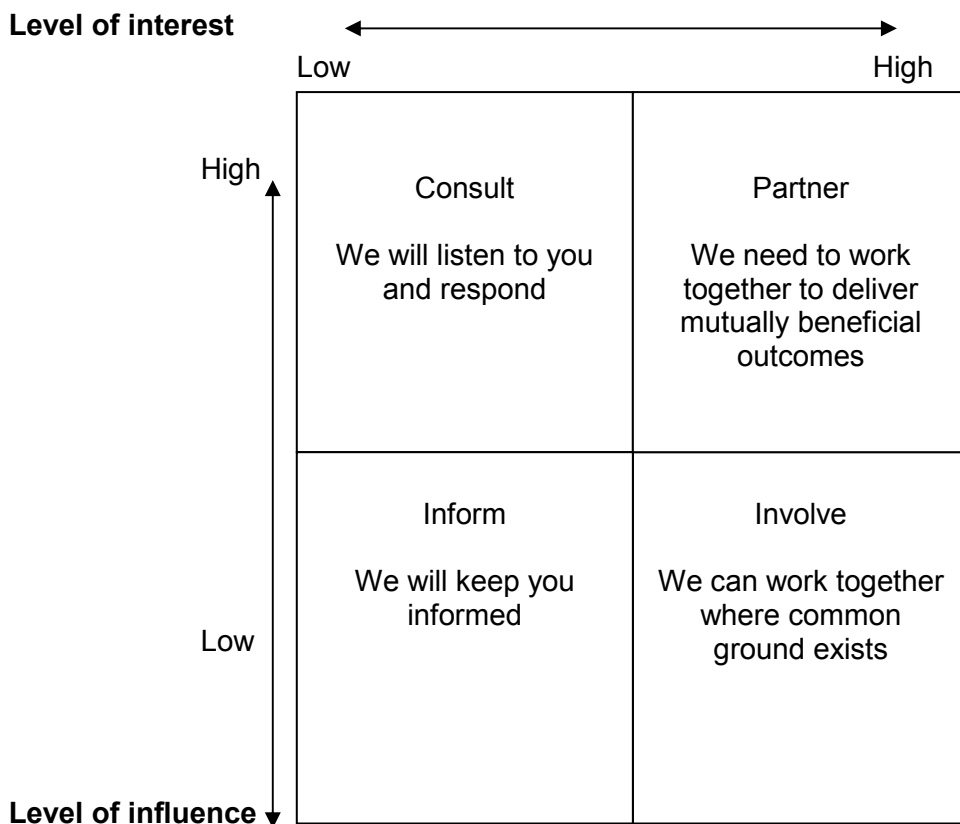 Level of interest
Low
High
High
Consult
We will listen to you
and respond
Partner
We need to work
together to deliver
mutually beneficial
outcomes
Low
Inform
We will keep you
informed
Involve
We can work together
where common
ground exists
Level of influence